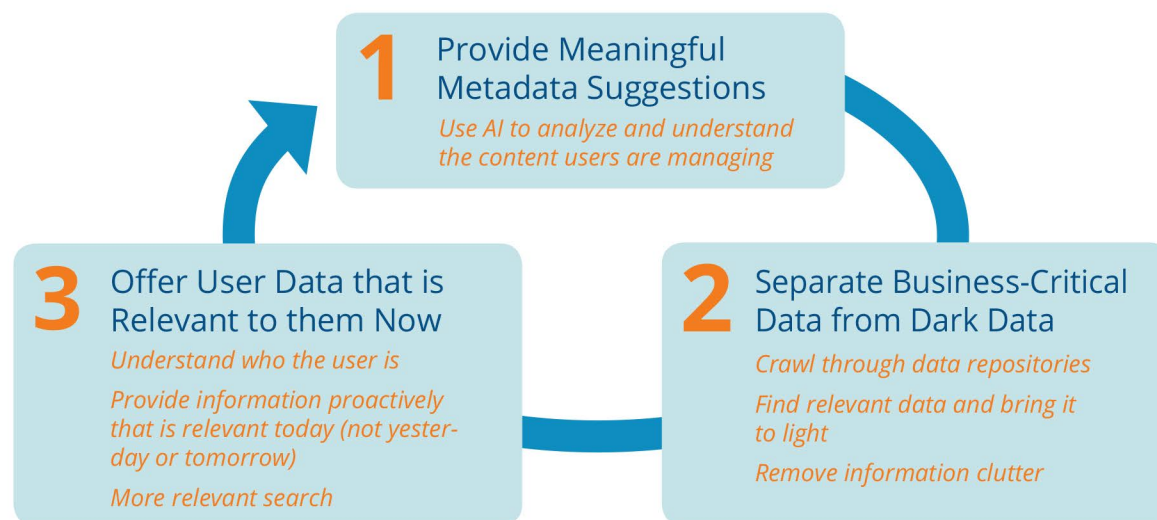 1
Provide Meaningful
Metadata Suggestions
Use AI to analyze and understand
the content users are managing
2
Separate Business-Critical
Data from Dark Data
Crawl through data repositories
Find relevant data and bring it
to light
Remove information clutter
3
Offer User Data that is
Relevant to them Now
Understand who the user is
Provide information proactively
that is relevant today (not yester-
day or tomorrow)
More relevant search